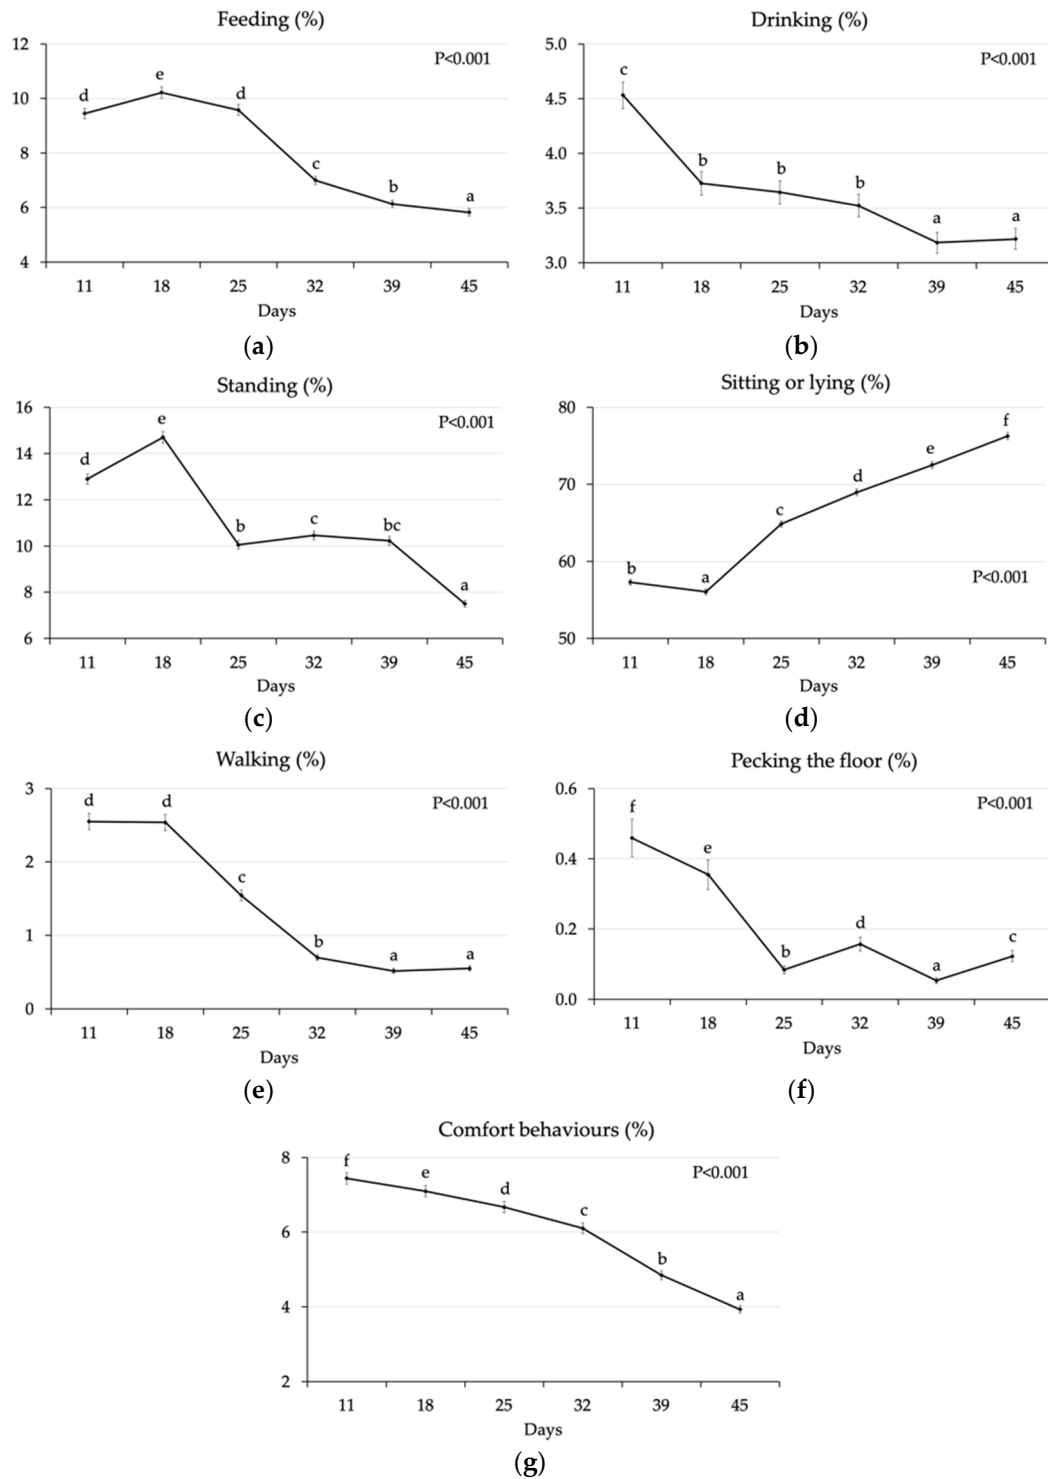 Feeding (%)
12
10
8
6
4
P<0.001
d
e
d
c
b
a
11 18 25 32 39 45
Days
(a)
Drinking (%)
5.0
4.5
4.0
3.5
3.0
P<0.001
c
b
b
b
a
a
11 18 25 32 39 45
Days
(b)
Standing (%)
16
14
12
10
8
6
P<0.001
d
e
b
c
bc
a
11 18 25 32 39 45
Days
(c)
Sitting or lying (%)
80
70
60
50
P<0.001
b
a
c
d
e
f
11 18 25 32 39 45
Days
(d)
Walking (%)
3
2
1
0
P<0.001
d
d
c
b
a
a
11 18 25 32 39 45
Days
(e)
Pecking the floor (%)
0.6
0.4
0.2
0.0
P<0.001
f
e
b
d
a
c
11 18 25 32 39 45
Days
(f)
Comfort behaviours (%)
8
6
4
2
P<0.001
f
e
d
c
b
a
11 18 25 32 39 45
Days
(g)